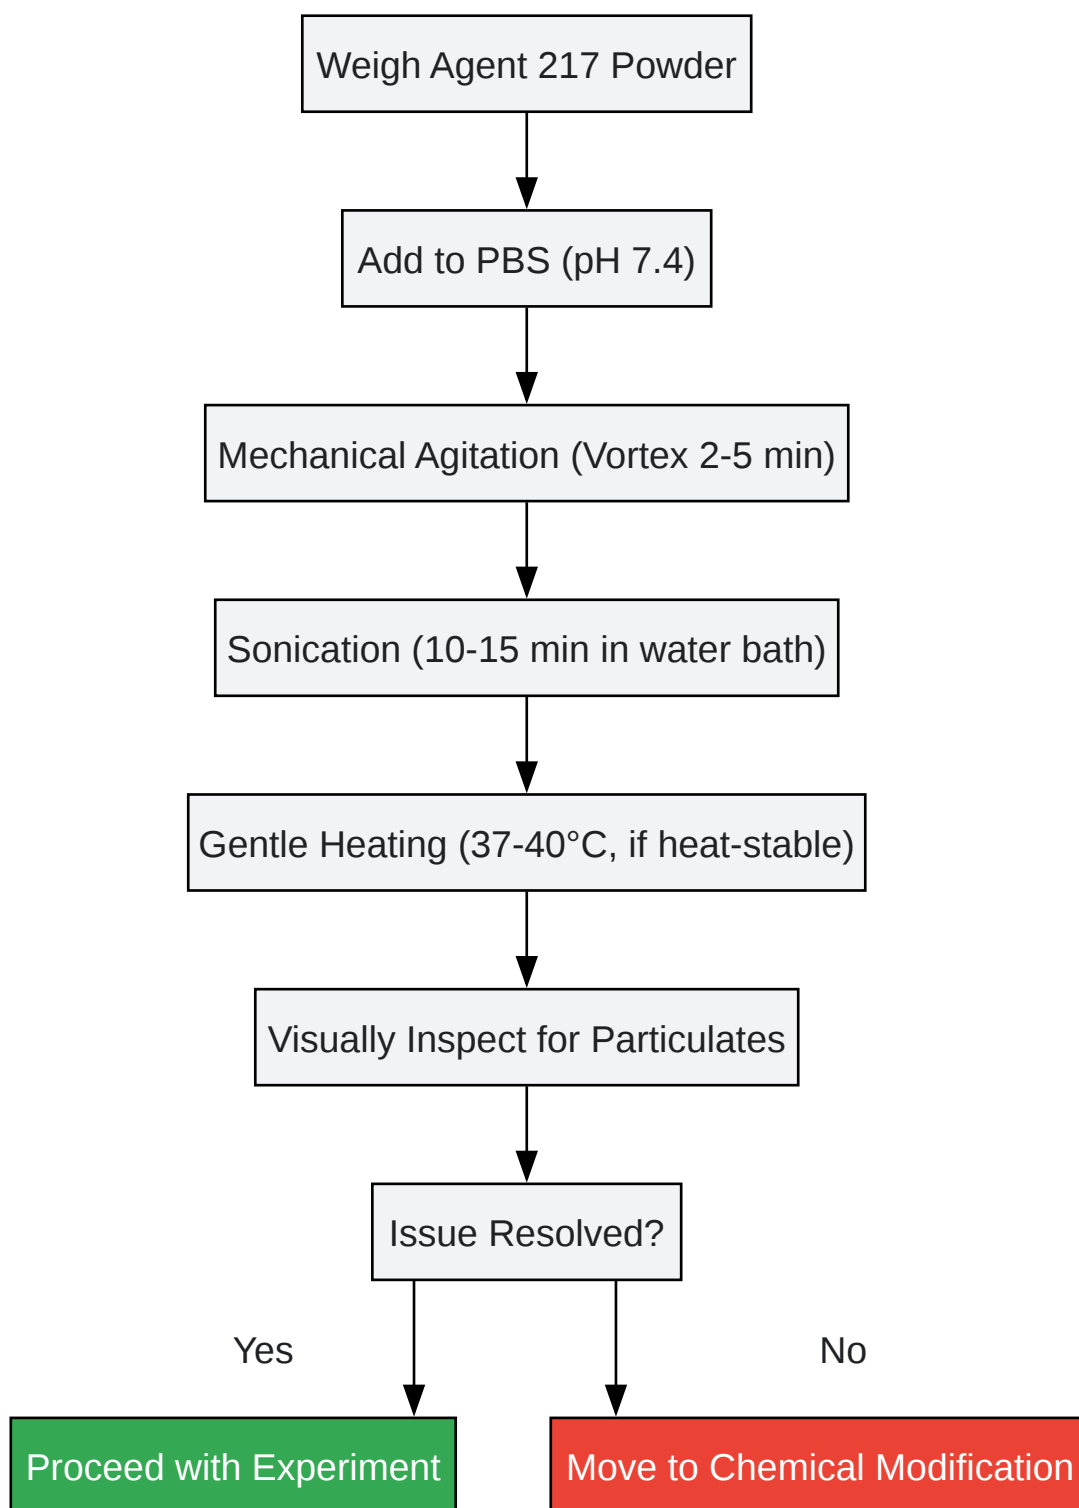 Weigh Agent 217 Powder
Add to PBS (pH 7.4)
Mechanical Agitation (Vortex 2-5 min)
Sonication (10-15 min in water bath)
Gentle Heating (37-40°C, if heat-stable)
Visually Inspect for Particulates
Issue Resolved?
Yes
No
Proceed with Experiment
Move to Chemical Modification